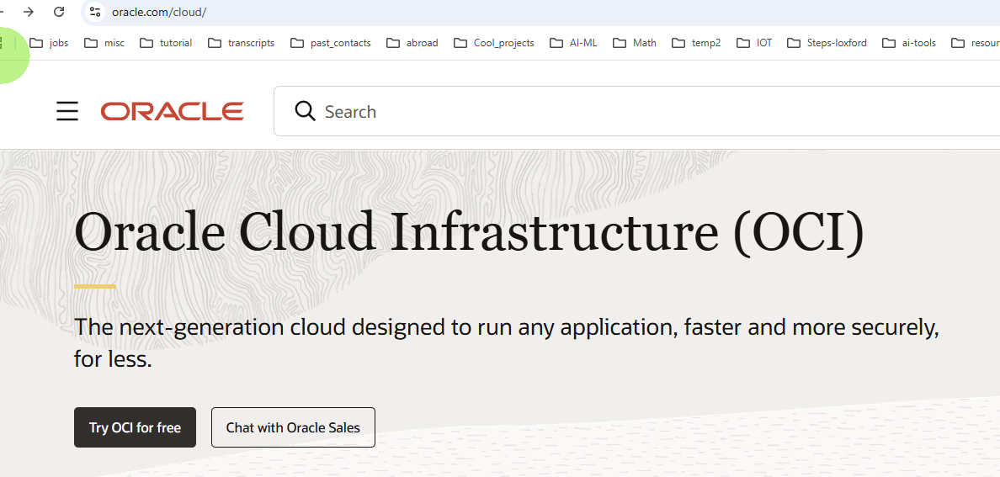 oracle.com/cloud/
jobs misc tutorial transcripts past_contacts abroad Cool_projects AI-ML Math temp2 IOT Steps-loxford ai-tools
ORACLE Search
Oracle Cloud Infrastructure (OCI)
The next-generation cloud designed to run any application, faster and more securely,
for less.
Try OCI for free Chat with Oracle Sales